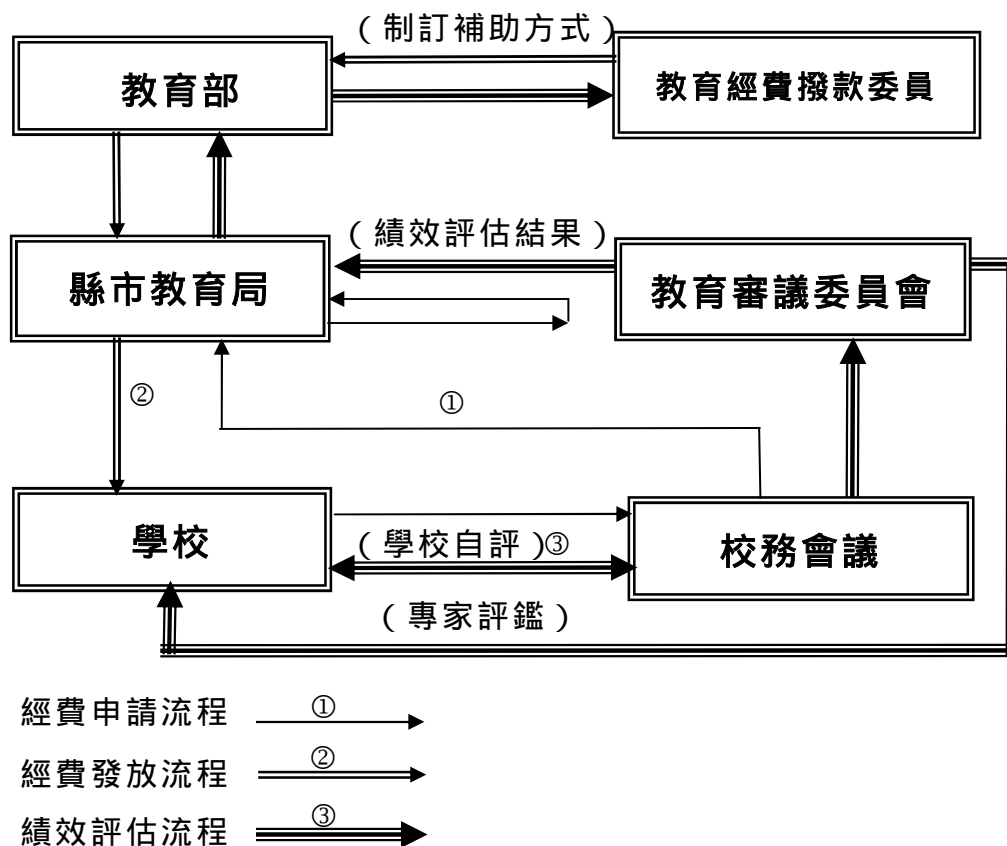 （制訂補助方式）
教育部
教育經費撥款委員
（績效評估結果）
縣市教育局
教育審議委員會
②
①
學校
（學校自評）③
校務會議
（專家評鑑）
經費申請流程 ①
經費發放流程 ②
績效評估流程 ③